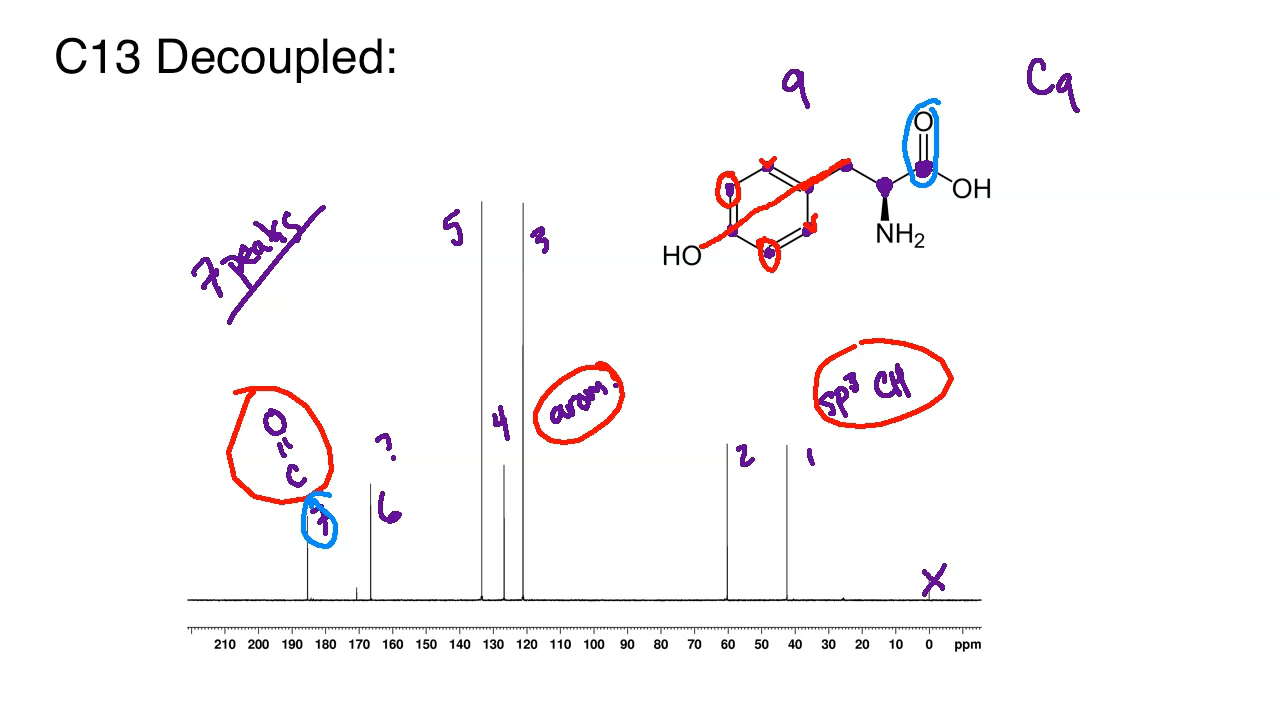 C13 Decoupled:
9
Cq
O
OH
NH2
HO
7 peaks
5
3
4
arom.
sp3 CH
O
=
C
?
6
7
2
1
X
210 200 190 180 170 160 150 140 130 120 110 100 90 80 70 60 50 40 30 20 10 0 ppm